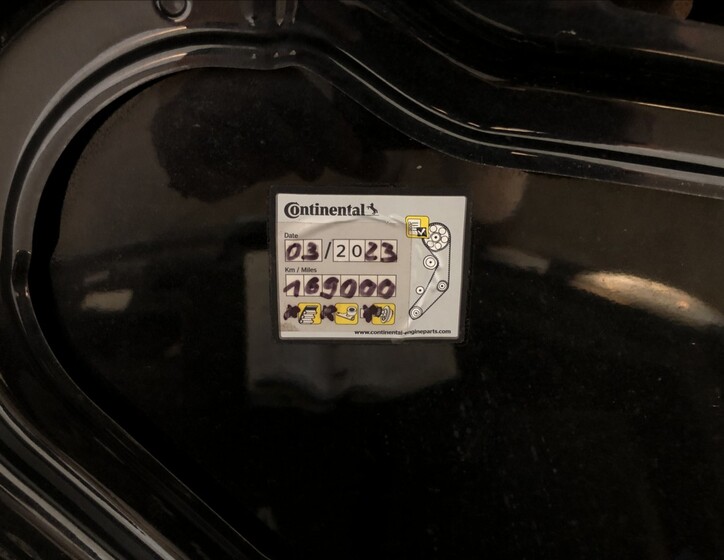 Continental
Date
03/2023
Km / Miles
169000
www.continental-engineparts.com